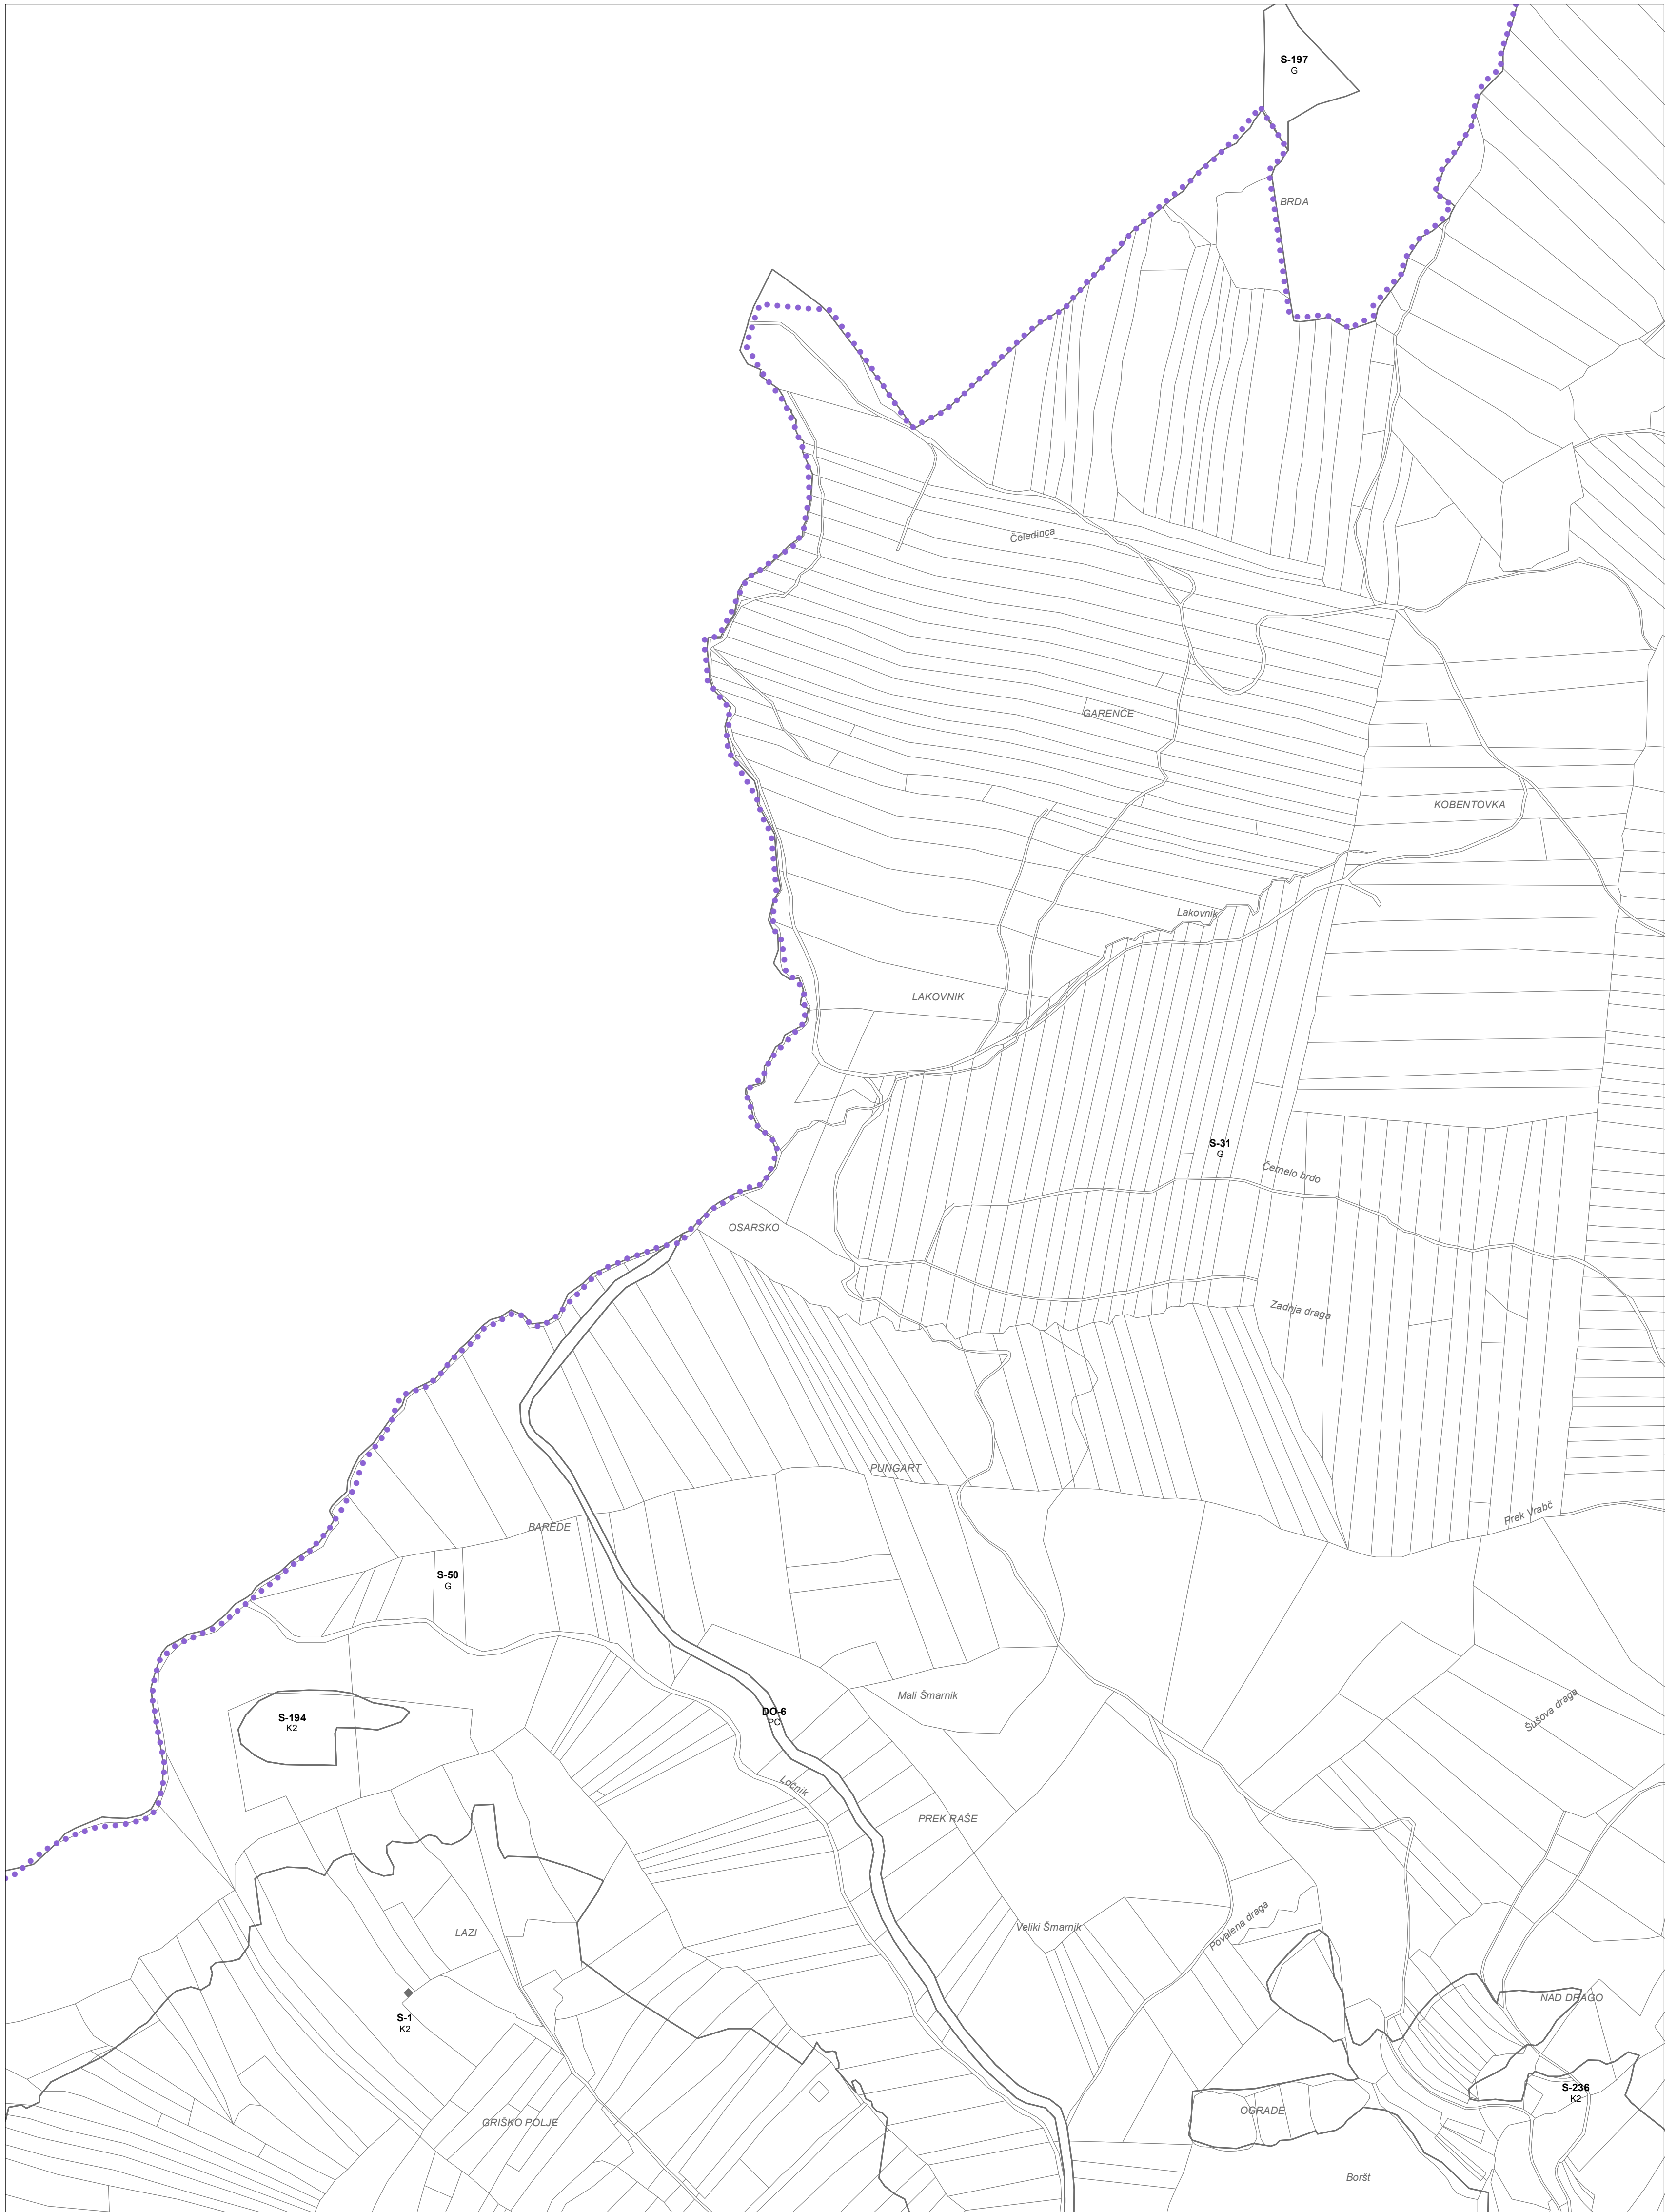 S-197
G
BRDA
Čeledinca
GARENCE
KOBENTOVKA
Lakovnik
LAKOVNIK
S-31
G
Černelo brdo
OSARSKO
Zadnja draga
PUNGART
Prek Vrabč
BAREDE
S-50
G
Mali Šmarnik
S-194
K2
DO-6
PC
Šušova draga
Ločnik
PREK RAŠE
Veliki Šmarnik
Povalena draga
LAZI
NAD DRAGO
S-1
K2
S-236
K2
OGRADE
GRIŠKO POLJE
Boršt